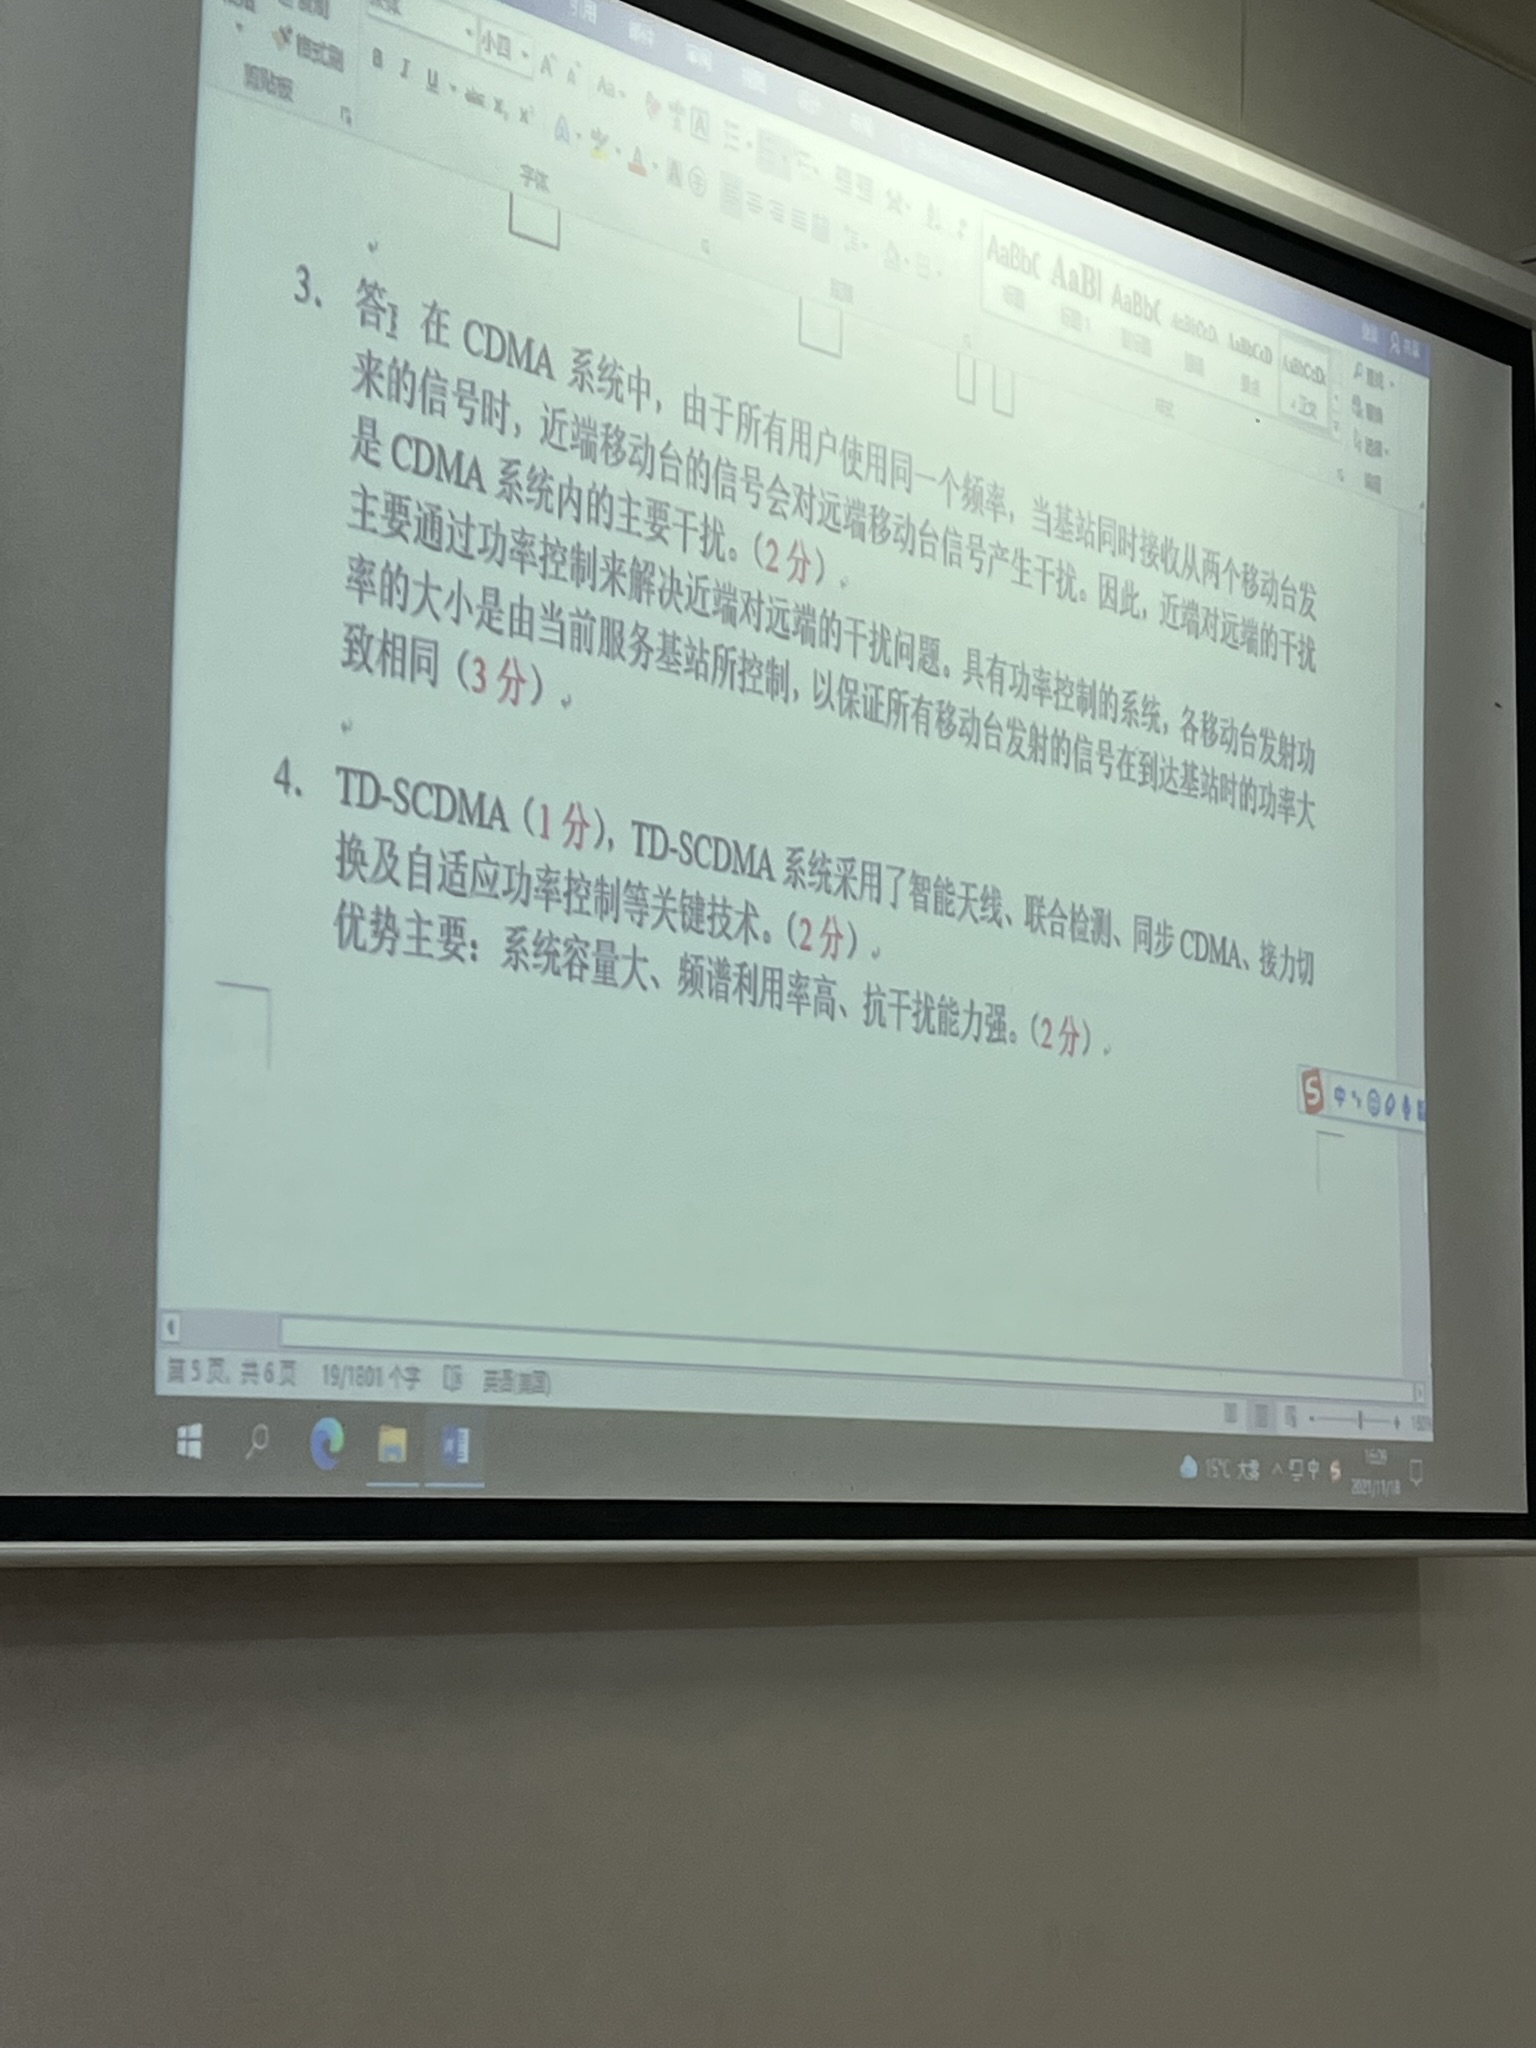 格式刷
剪贴板
小四
B I U abc x₂ x²
Aa
字体
引用
AaBbC AaBl AaBbC AaBbCcD AaBbCcD AaBbCcDc
正文
3. 答: 在 CDMA 系统中，由于所有用户使用同一个频率，当基站同时接收从两个移动台发
来的信号时，近端移动台的信号会对远端移动台信号产生干扰。因此，近端对远端的干扰
是 CDMA 系统内的主要干扰。（2 分）。
主要通过功率控制来解决近端对远端的干扰问题。具有功率控制的系统，各移动台发射功
率的大小是由当前服务基站所控制，以保证所有移动台发射的信号在到达基站时的功率大
致相同（3 分）。
4. TD-SCDMA（1 分），TD-SCDMA 系统采用了智能天线、联合检测、同步 CDMA、接力切
换及自适应功率控制等关键技术。（2 分）。
优势主要：系统容量大、频谱利用率高、抗干扰能力强。（2 分）。
S 中
第 5 页，共 6 页 19/1801 个字 英语(美国)
15°C 中 S
2021/11/18